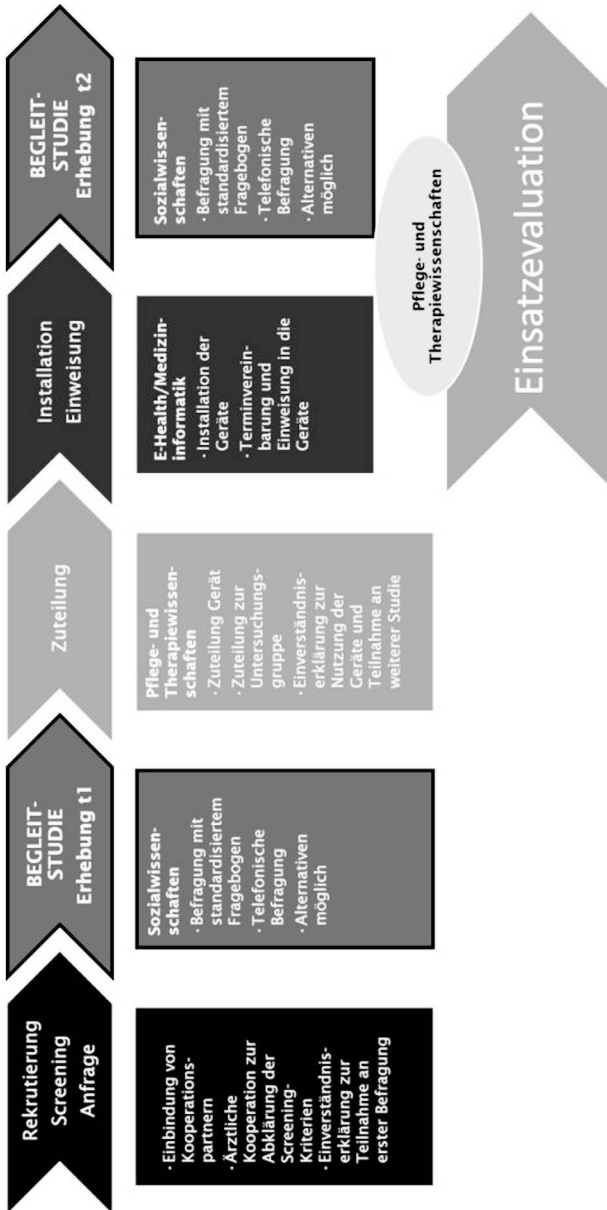 Rekrutierung
Screening
Anfrage
· Einbindung von
Kooperations-
partnern
· Ärztliche
Kooperation zur
Abklärung der
Screening-
Kriterien
· Einverständnis-
erklärung zur
Teilnahme an
erster Befragung
BEGLEIT-
STUDIE
Erhebung t1
Sozialwissen-
schaften
· Befragung mit
standardisiertem
Fragebogen
· Telefonische
Befragung
· Alternativen
möglich
Zuteilung
Pflege- und
Therapiewissen-
schaften
· Zuteilung Gerät
· Zuteilung zur
Untersuchungs-
gruppe
· Einverständnis-
erklärung zur
Nutzung der
Geräte und
Teilnahme an
weiterer Studie
Installation
Einweisung
E-Health/Medizin-
informatik
· Installation der
Geräte
· Terminverein-
barung und
Einweisung in die
Geräte
BEGLEIT-
STUDIE
Erhebung t2
Sozialwissen-
schaften
· Befragung mit
standardisiertem
Fragebogen
· Telefonische
Befragung
· Alternativen
möglich
Pflege- und
Therapiewissenschaften
Einsatzevaluation